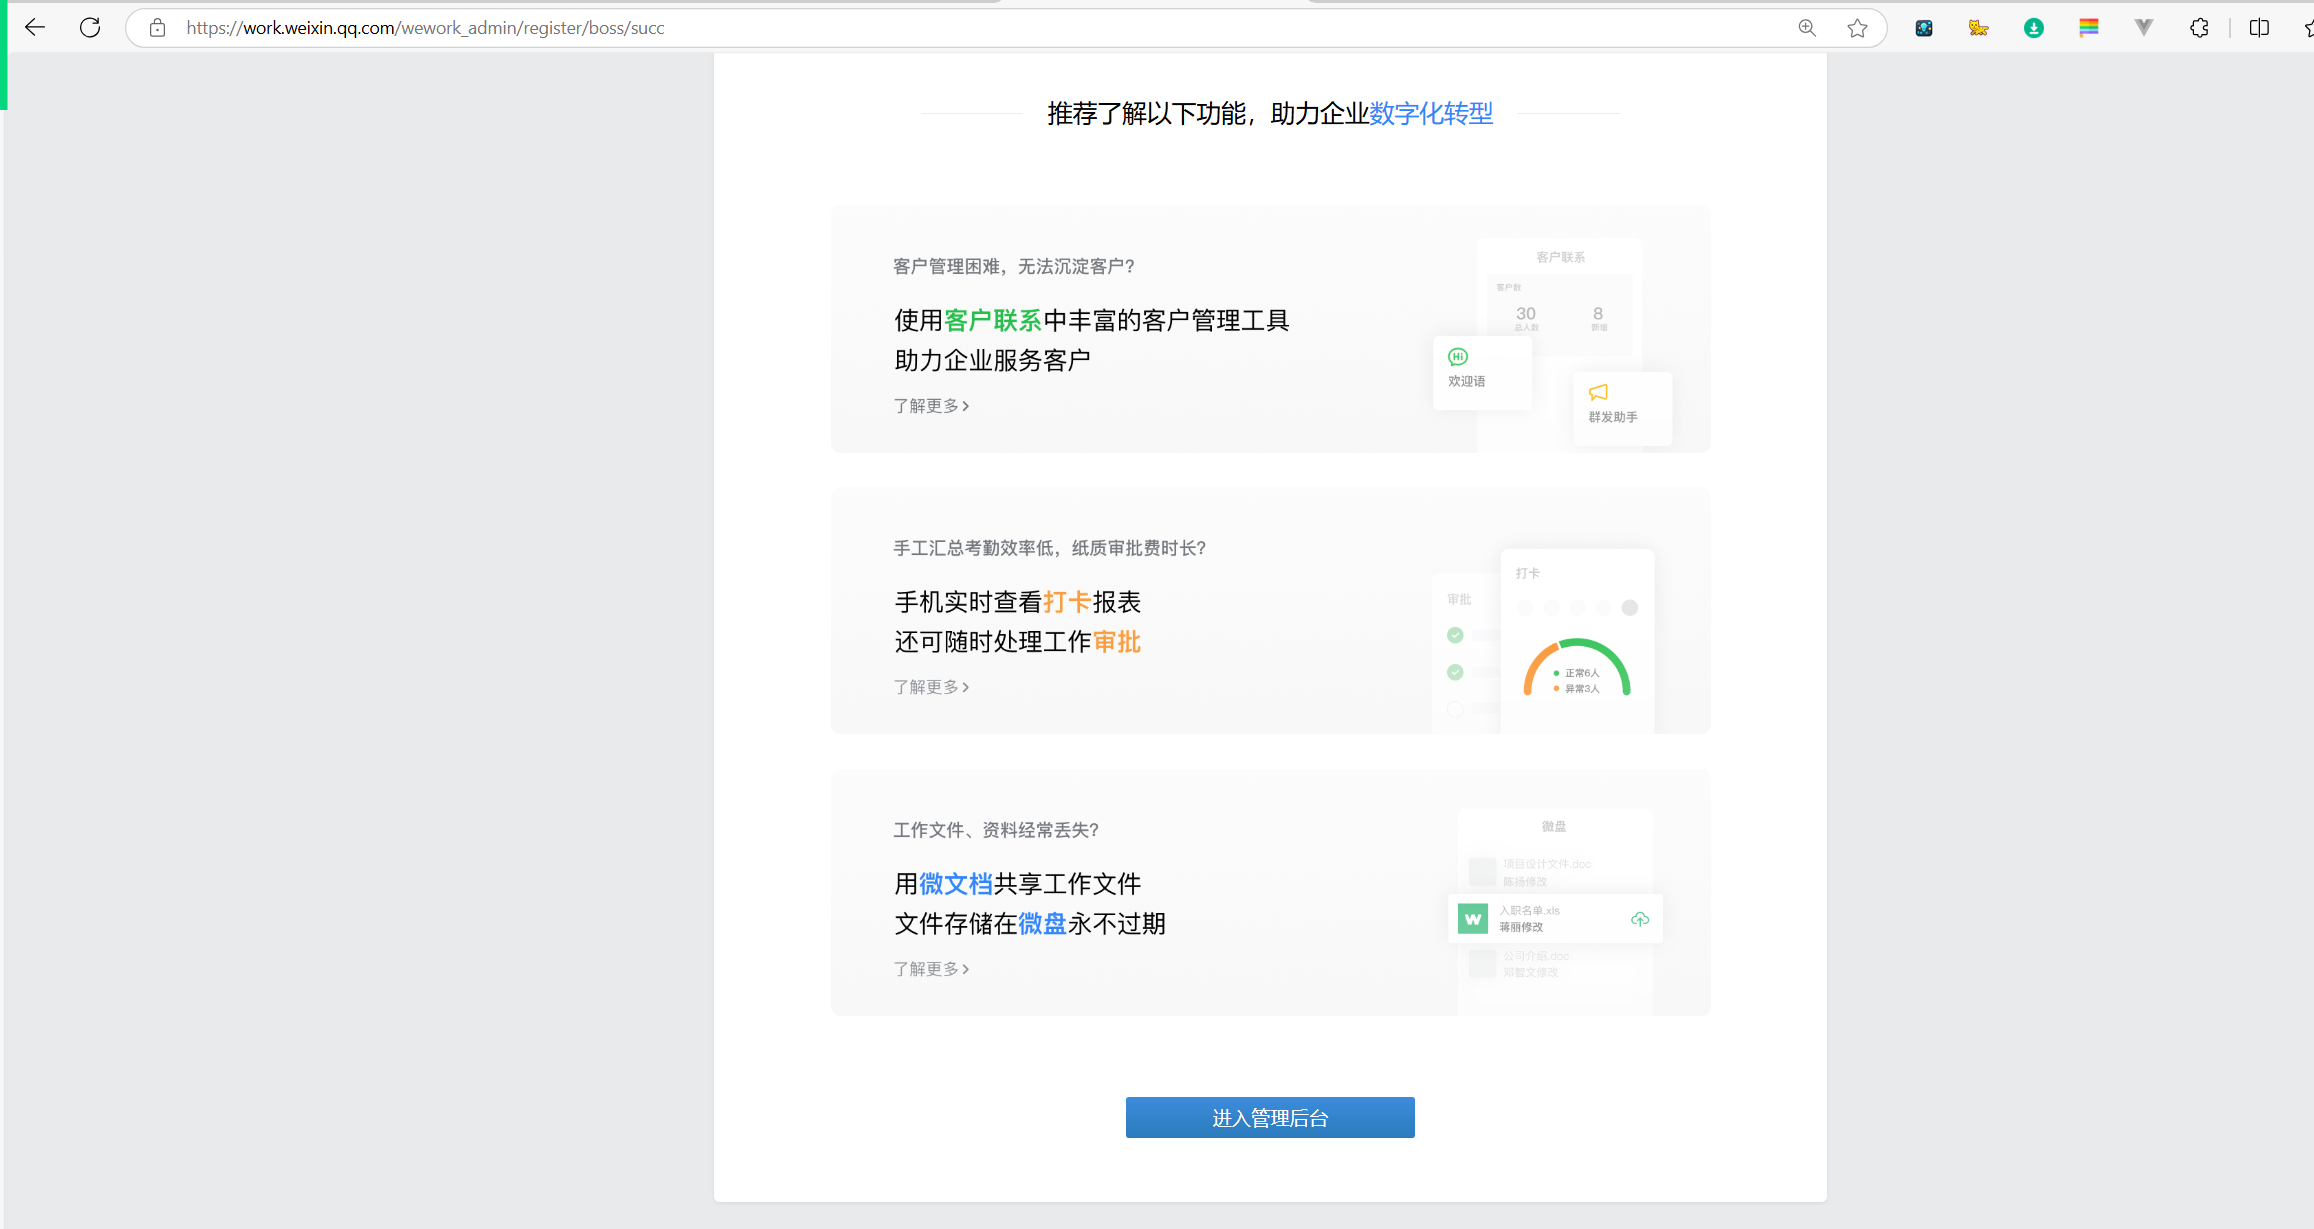 https://work.weixin.qq.com/wework_admin/register/boss/succ
推荐了解以下功能，助力企业数字化转型
客户管理困难，无法沉淀客户？
使用客户联系中丰富的客户管理工具
助力企业服务客户
了解更多
客户联系
客户数
30
8
总人数
新增
Hi
欢迎语
群发助手
手工汇总考勤效率低，纸质审批费时长？
手机实时查看打卡报表
还可随时处理工作审批
了解更多
打卡
审批
正常6人
异常3人
工作文件、资料经常丢失？
用微文档共享工作文件
文件存储在微盘永不过期
了解更多
微盘
项目设计文件.doc
陈扬修改
W
入职名单.xls
蒋丽修改
公司介绍.doc
邓智文修改
进入管理后台